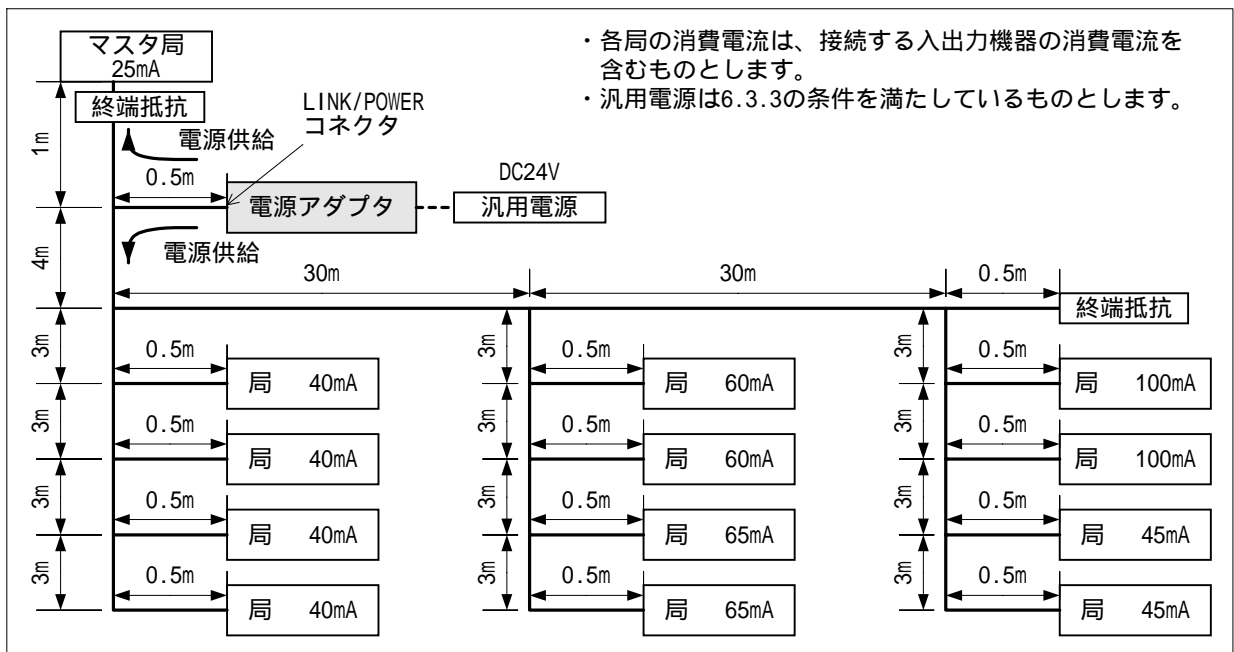 マスタ局
25mA
・各局の消費電流は、接続する入出力機器の消費電流を
含むものとします。
・汎用電源は6.3.3の条件を満たしているものとします。
終端抵抗
LINK/POWER
コネクタ
1m
電源供給
0.5m
DC24V
電源アダプタ
汎用電源
4m
電源供給
30m
30m
0.5m
終端抵抗
3m
0.5m
局 40mA
3m
0.5m
局 60mA
3m
0.5m
局 100mA
3m
0.5m
局 40mA
3m
0.5m
局 60mA
3m
0.5m
局 100mA
3m
0.5m
局 40mA
3m
0.5m
局 65mA
3m
0.5m
局 45mA
3m
0.5m
局 40mA
3m
0.5m
局 65mA
3m
0.5m
局 45mA